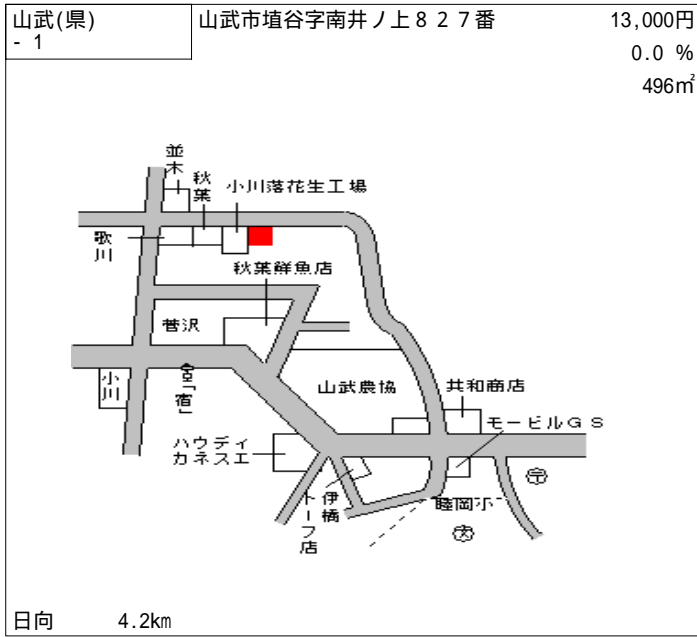 山武(県)
- 1
山武市埴谷字南井ノ上８２７番
13,000円
0.0 %
496㎡
並木
秋葉
小川落花生工場
歌川
秋葉鮮魚店
菅沢
小川
「宿」
山武農協
共和商店
モービルＧＳ
ハウディ
カネスエ
伊橋
トーフ店
睦岡小
文
〒
日向 4.2km